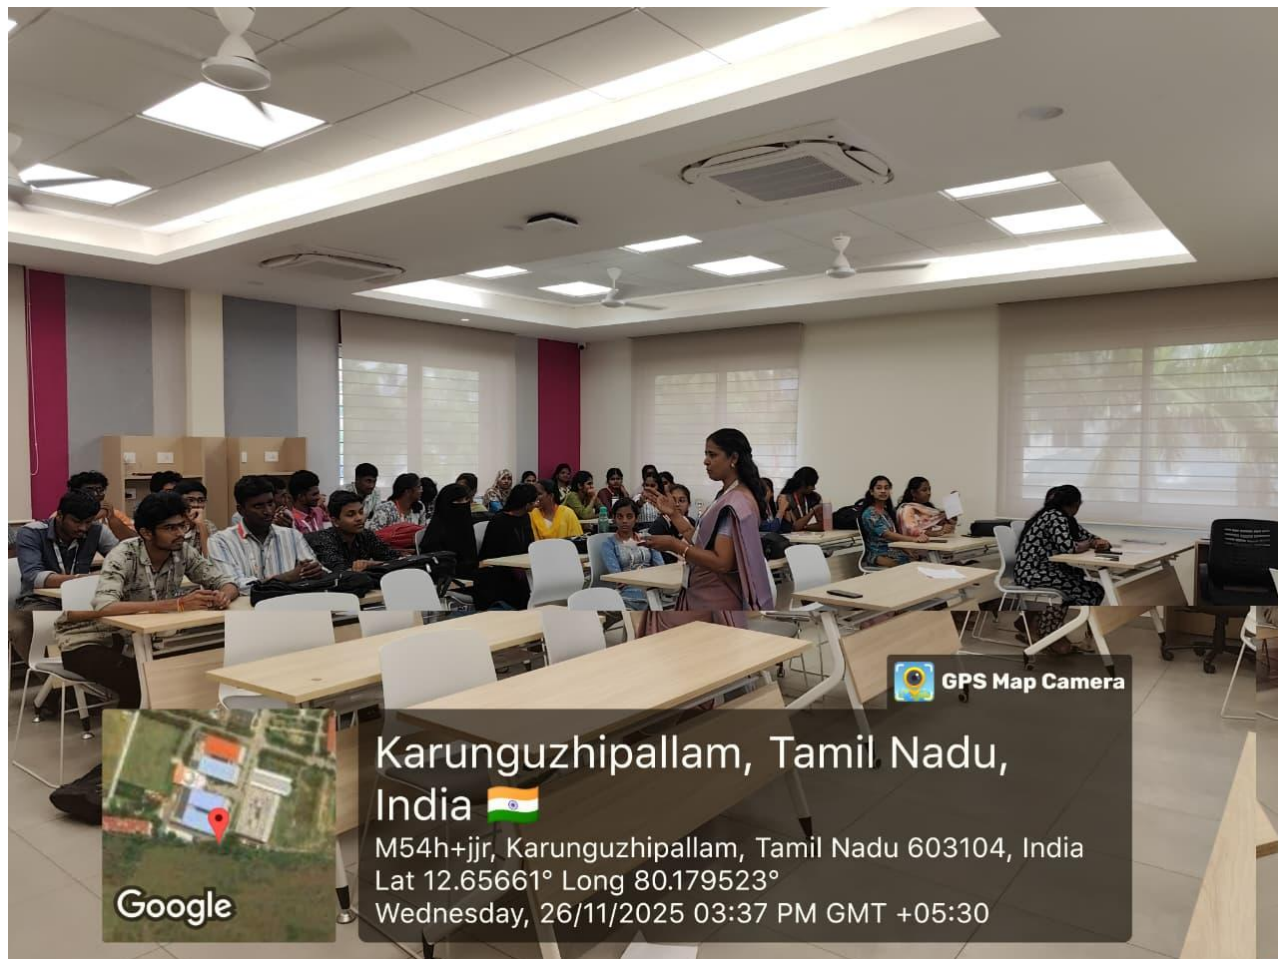 GPS Map Camera
Karunguzhipallam, Tamil Nadu,
India 🇮🇳
M54h+jjr, Karunguzhipallam, Tamil Nadu 603104, India
Lat 12.65661° Long 80.179523°
Wednesday, 26/11/2025 03:37 PM GMT +05:30
Google